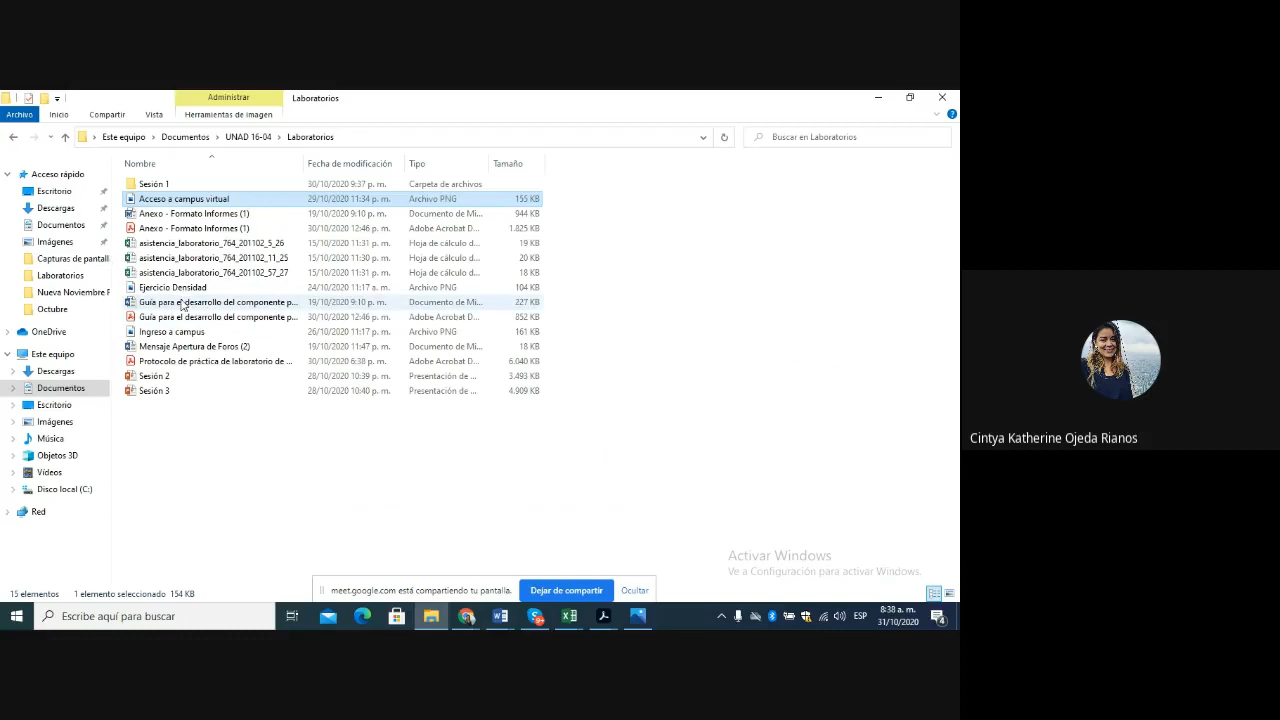 Administrar
Laboratorios
Archivo
Inicio
Compartir
Vista
Herramientas de imagen
Este equipo > Documentos > UNAD 16-04 > Laboratorios
Buscar en Laboratorios
Nombre Fecha de modificación Tipo Tamaño
Acceso rápido
Escritorio
Descargas
Documentos
Imágenes
Capturas de pantall
Laboratorios
Nueva Noviembre F
Octubre
OneDrive
Este equipo
Descargas
Documentos
Escritorio
Imágenes
Música
Objetos 3D
Vídeos
Disco local (C:)
Red
Sesión 1 30/10/2020 9:37 p. m. Carpeta de archivos
Acceso a campus virtual 29/10/2020 11:34 p. m. Archivo PNG 155 KB
Anexo - Formato Informes (1) 19/10/2020 9:10 p. m. Documento de Mi... 944 KB
Anexo - Formato Informes (1) 30/10/2020 12:46 p. m. Adobe Acrobat D... 1.825 KB
asistencia_laboratorio_764_201102_5_26 15/10/2020 11:31 p. m. Hoja de cálculo d... 19 KB
asistencia_laboratorio_764_201102_11_25 15/10/2020 11:30 p. m. Hoja de cálculo d... 20 KB
asistencia_laboratorio_764_201102_57_27 15/10/2020 11:31 p. m. Hoja de cálculo d... 18 KB
Ejercicio Densidad 24/10/2020 11:17 p. m. Archivo PNG 104 KB
Guía para el desarrollo del componente p... 19/10/2020 9:10 p. m. Documento de Mi... 227 KB
Guía para el desarrollo del componente p... 30/10/2020 12:46 p. m. Adobe Acrobat D... 852 KB
Ingreso a campus 26/10/2020 11:17 p. m. Archivo PNG 161 KB
Mensaje Apertura de Foros (2) 19/10/2020 11:47 p. m. Documento de Mi... 18 KB
Protocolo de práctica de laboratorio de ... 30/10/2020 6:38 p. m. Adobe Acrobat D... 6.040 KB
Sesión 2 28/10/2020 10:39 p. m. Presentación de ... 3.493 KB
Sesión 3 28/10/2020 10:40 p. m. Presentación de ... 4.909 KB
Activar Windows
Ve a Configuración para activar Windows.
15 elementos 1 elemento seleccionado 154 KB
meet.google.com está compartiendo tu pantalla.
Dejar de compartir
Ocultar
Escribe aquí para buscar
ESP
8:38 a. m.
31/10/2020
4
Cintya Katherine Ojeda Rianos